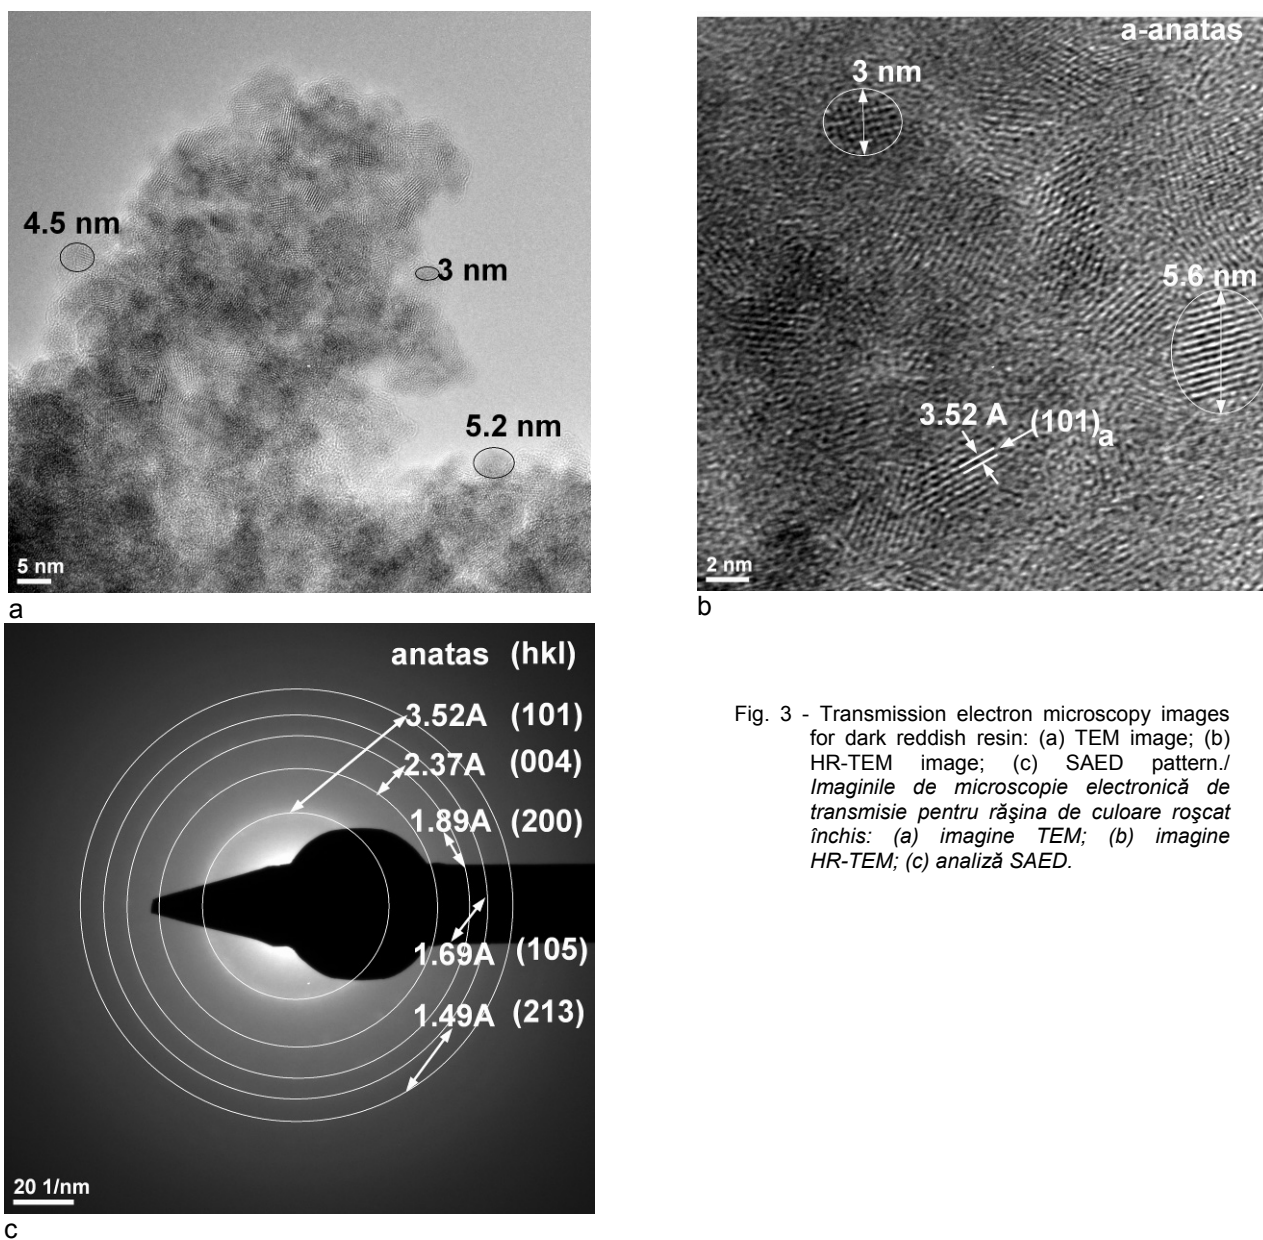 4.5 nm
3 nm
5.2 nm
5 nm
a
a-anatas
3 nm
5.6 nm
3.52 A (101)a
2 nm
b
anatas (hkl)
3.52A (101)
2.37A (004)
1.89A (200)
1.69A (105)
1.49A (213)
20 1/nm
c
Fig. 3 - Transmission electron microscopy images
for dark reddish resin: (a) TEM image; (b)
HR-TEM image; (c) SAED pattern./
Imaginile de microscopie electronică de
transmisie pentru răşina de culoare roşcat
închis: (a) imagine TEM; (b) imagine
HR-TEM; (c) analiză SAED.